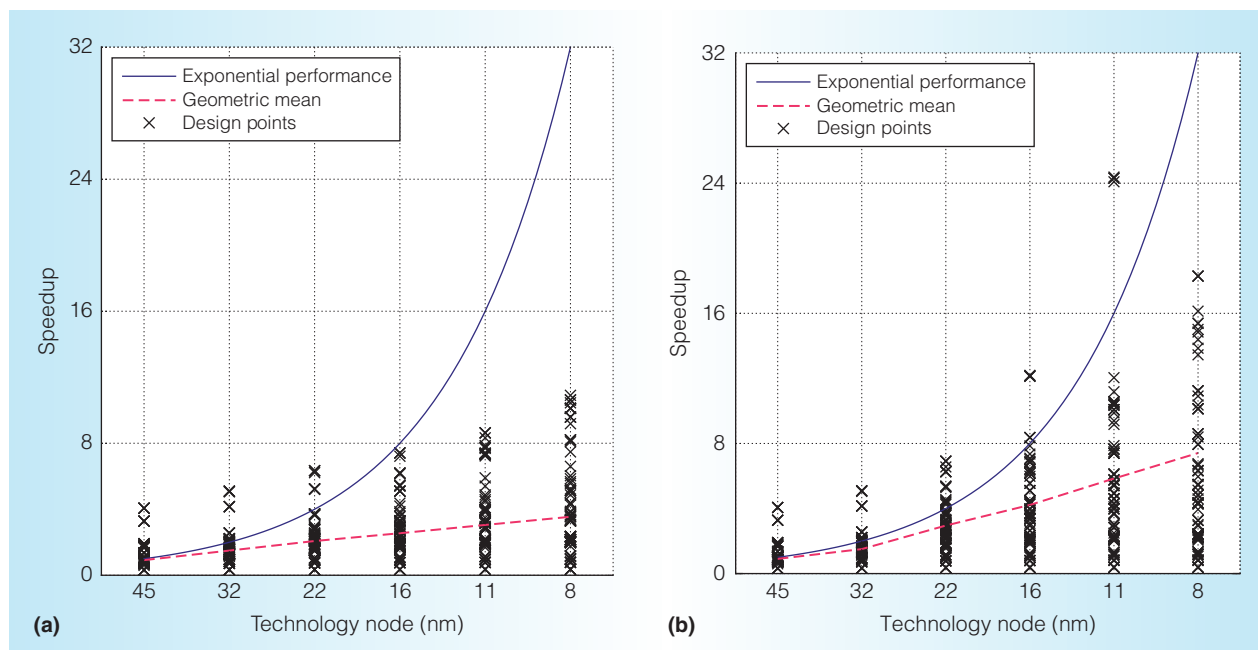 32
24
16
8
0
Speedup
Exponential performance
Geometric mean
Design points
45 32 22 16 11 8
Technology node (nm)
(a)
32
24
16
8
0
Speedup
Exponential performance
Geometric mean
Design points
45 32 22 16 11 8
Technology node (nm)
(b)